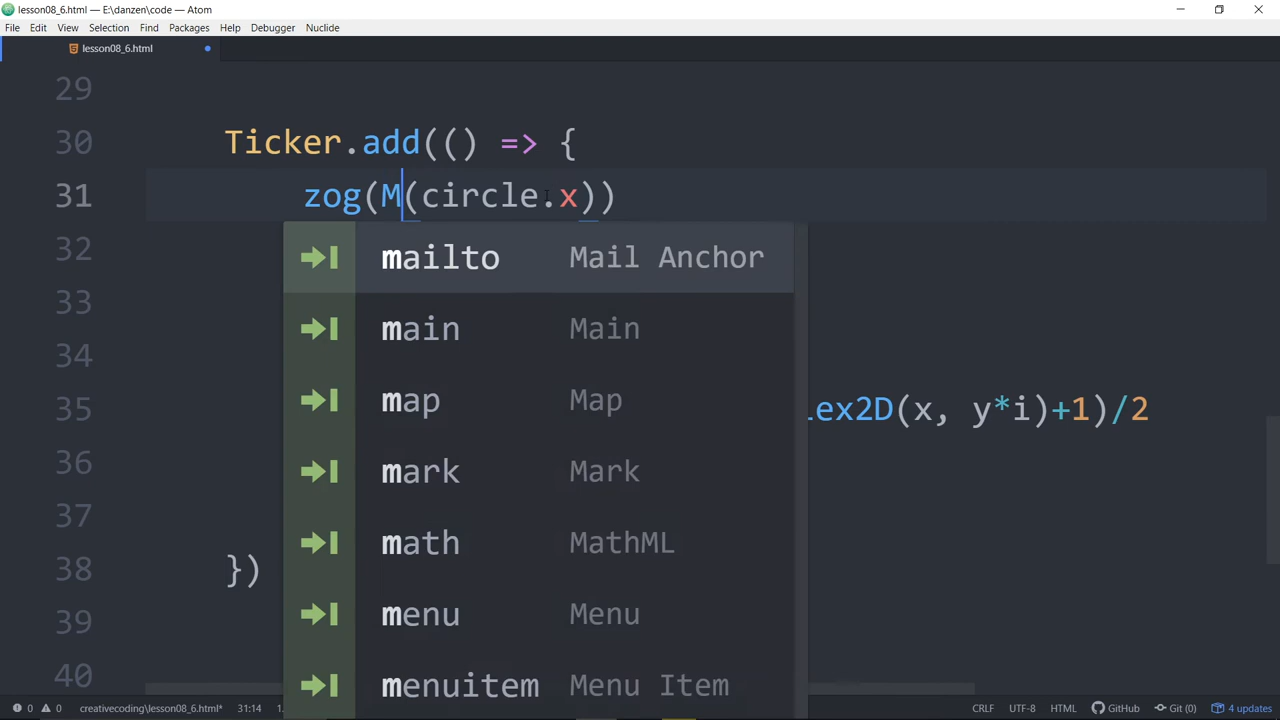 lesson08_6.html — E:\danzen\code — Atom
File Edit View Selection Find Packages Help Debugger Nuclide
lesson08_6.html
29
30 Ticker.add(() => {
31 zog(M(circle.x))
32
33
34
35 lex2D(x, y*i)+1)/2
36
37
38 })
39
40
mailto Mail Anchor
main Main
map Map
mark Mark
math MathML
menu Menu
menuitem Menu Item
0 0 creativecoding\lesson08_6.html* 31:14 1. CRLF UTF-8 HTML GitHub Git (0) 4 updates